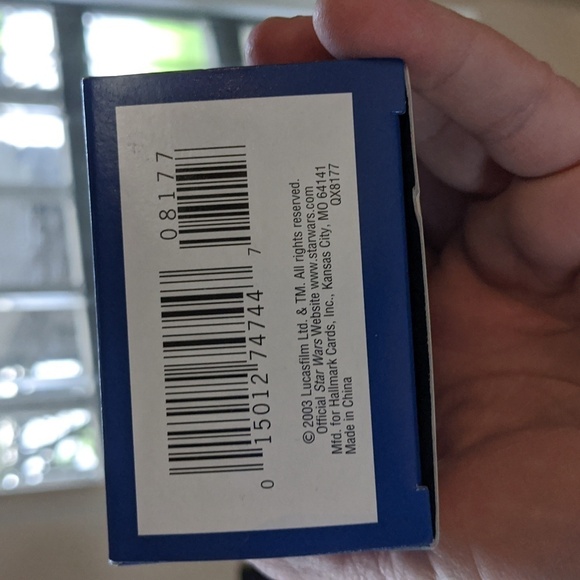 08177
0 15012 74744 7
© 2003 Lucasfilm Ltd. & TM. All rights reserved.
Official Star Wars Website www.starwars.com
Mfd. for Hallmark Cards, Inc., Kansas City, MO 64141
Made in China QX8177